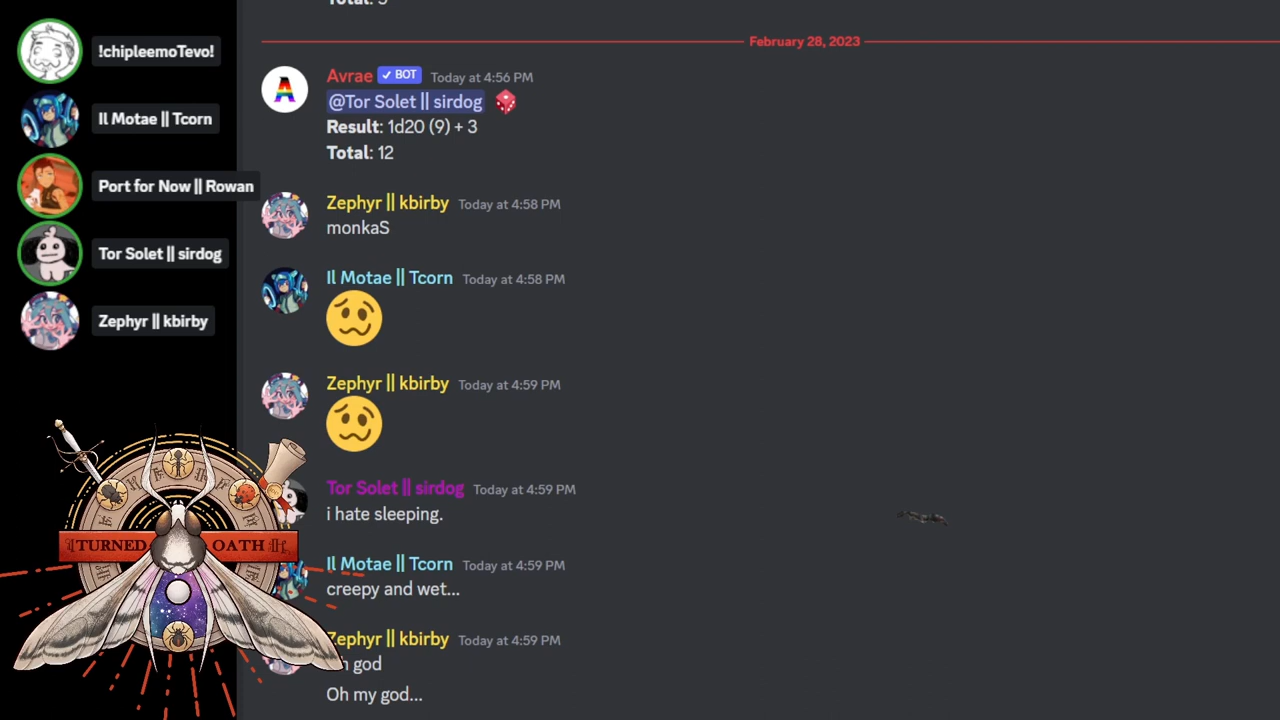 !chipleemoTevo!
Il Motae || Tcorn
Port for Now || Rowan
Tor Solet || sirdog
Zephyr || kbirby
TURNED OATH
February 28, 2023
Avrae ✓ BOT Today at 4:56 PM
@Tor Solet || sirdog
Result: 1d20 (9) + 3
Total: 12
Zephyr || kbirby Today at 4:58 PM
monkaS
Il Motae || Tcorn Today at 4:58 PM
Zephyr || kbirby Today at 4:59 PM
Tor Solet || sirdog Today at 4:59 PM
i hate sleeping.
Il Motae || Tcorn Today at 4:59 PM
creepy and wet...
Zephyr || kbirby Today at 4:59 PM
god
Oh my god...